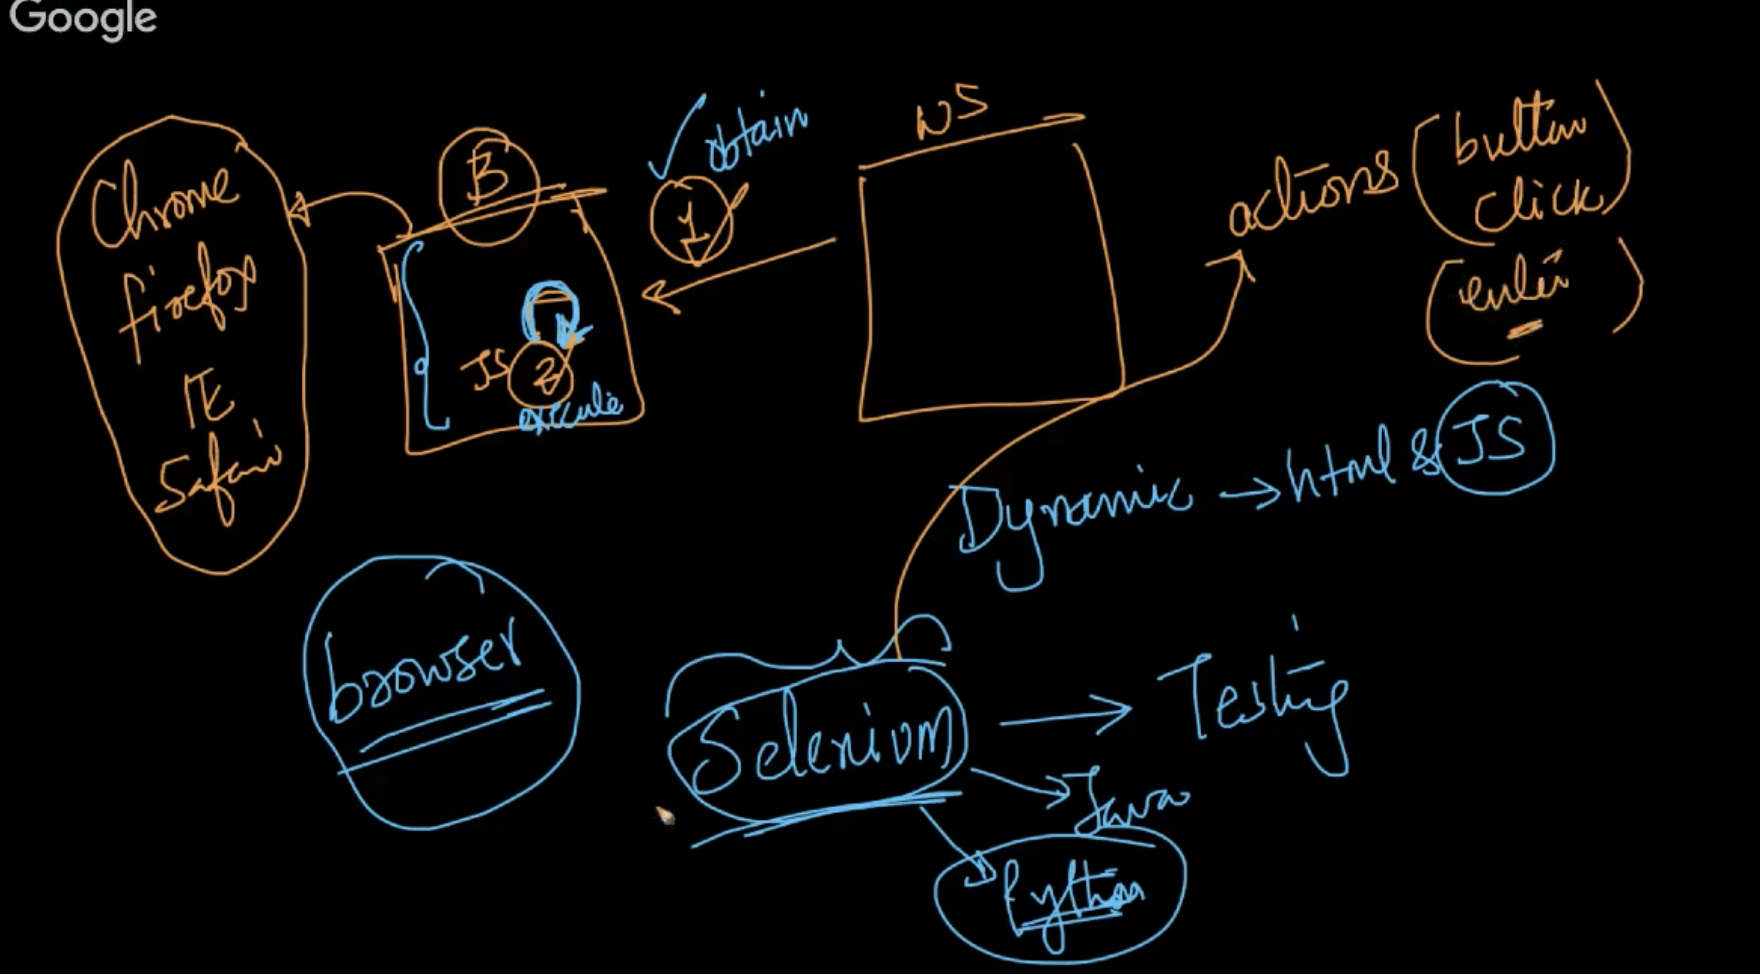 Google
Chrome
firefox
IE
Safari
B
JS 2
execule
✓ obtain
1
WS
actions (button
click)
(enter)
Dynamic → html & JS
browser
Selenium → Testing
Java
Python